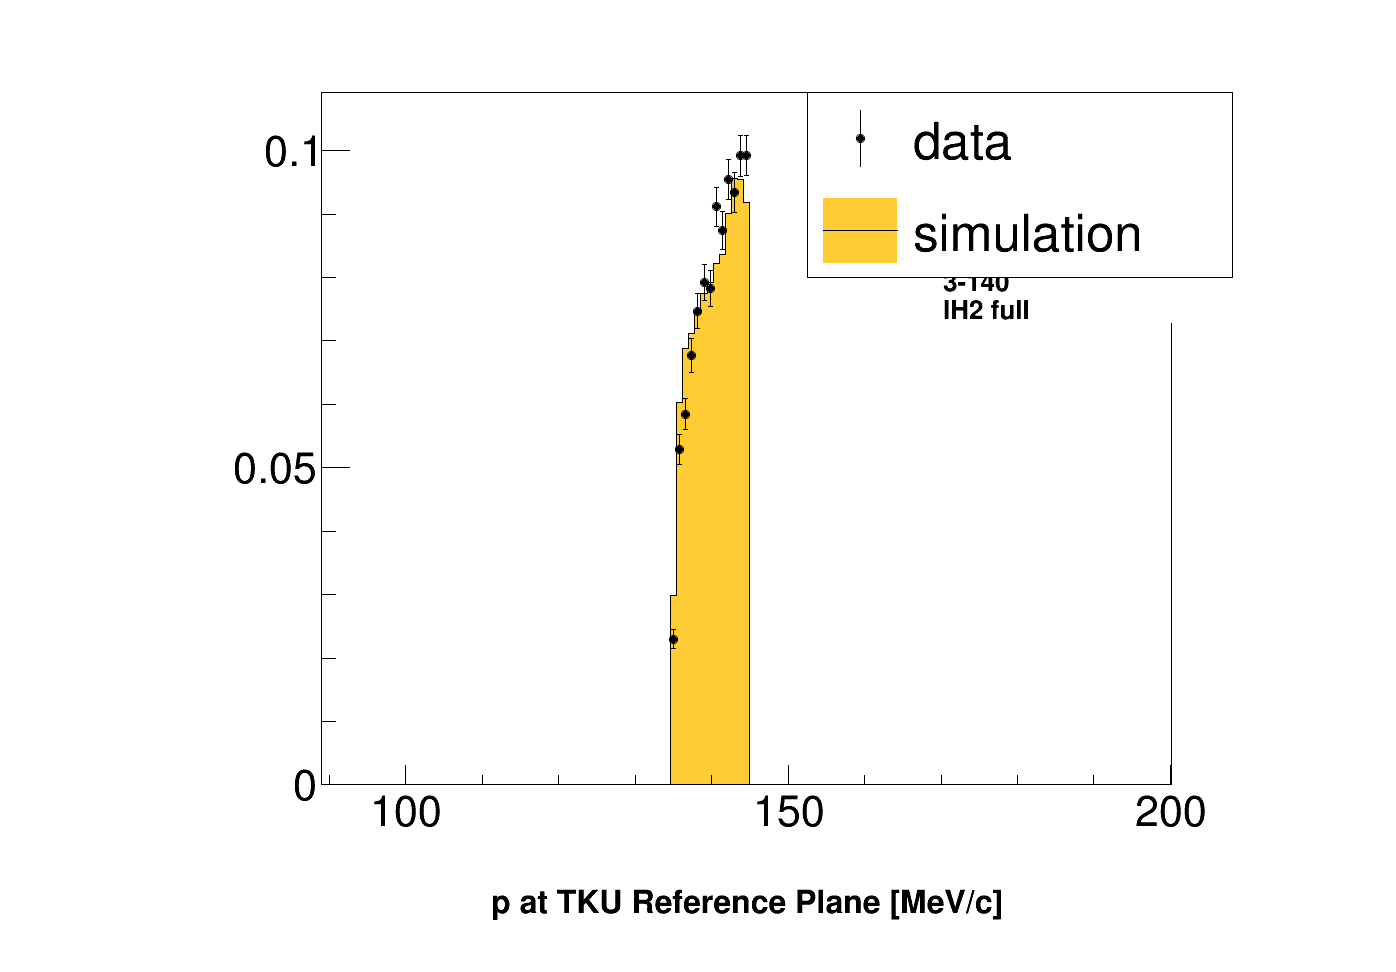 data
simulation
3-140
lH2 full
0.1
0.05
0
100 150 200
p at TKU Reference Plane [MeV/c]